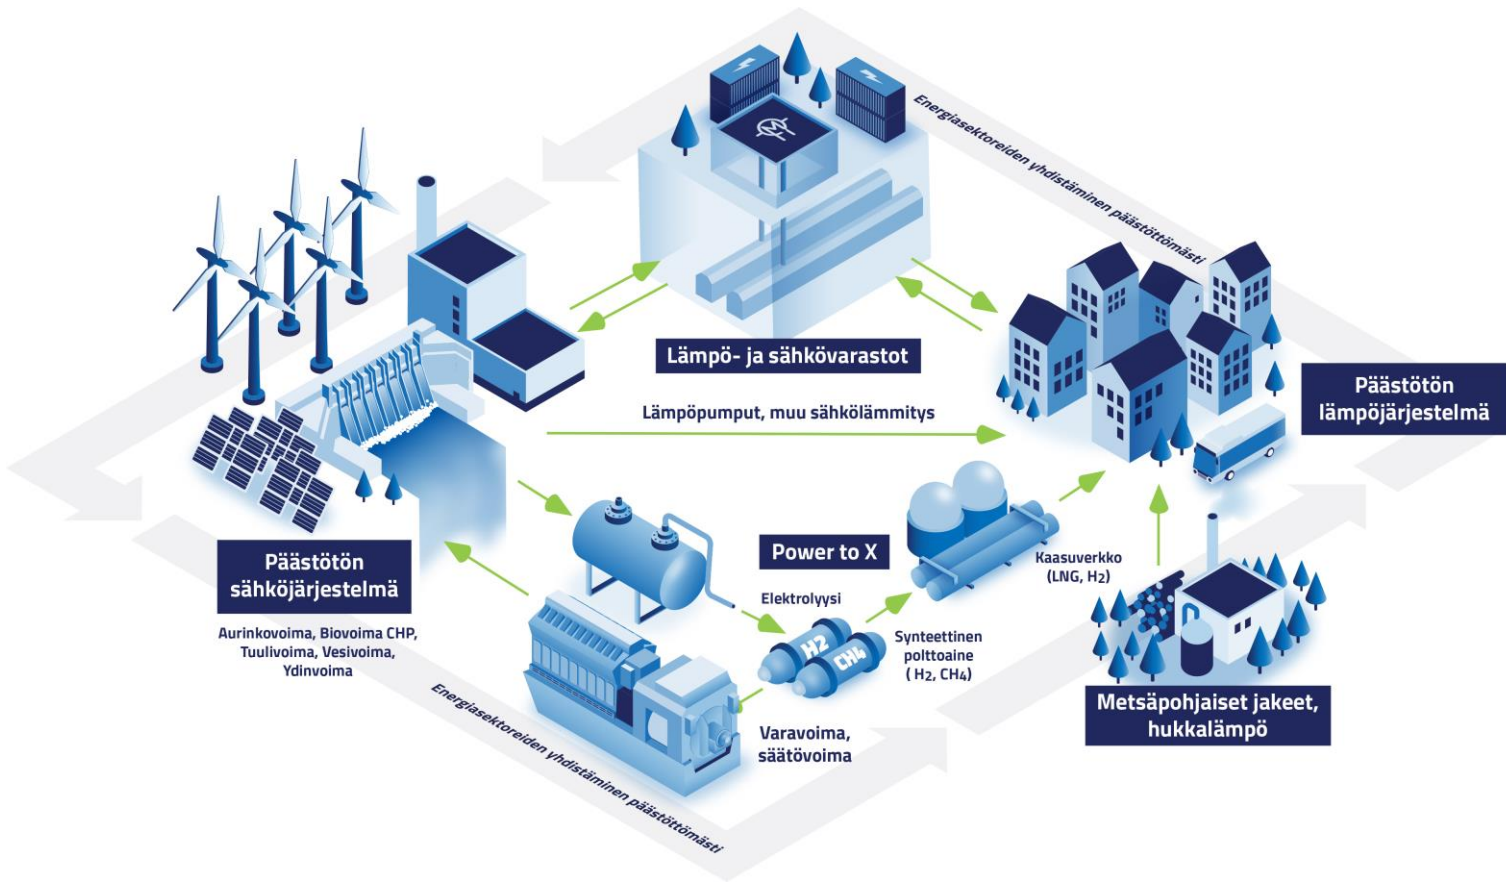 Energiasektoreiden yhdistäminen päästöttömästi
Lämpö- ja sähkövarastot
Lämpöpumput, muu sähkölämmitys
Päästötön
lämpöjärjestelmä
Päästötön
sähköjärjestelmä
Aurinkovoima, Biovoima CHP,
Tuulivoima, Vesivoima,
Ydinvoima
Power to X
Elektrolyysi
H2
CH4
Synteettinen
polttoaine
( H2, CH4)
Kaasuverkko
(LNG, H2)
Metsäpohjaiset jakeet,
hukkalämpö
Varavoima,
säätövoima
Energiasektoreiden yhdistäminen päästöttömästi